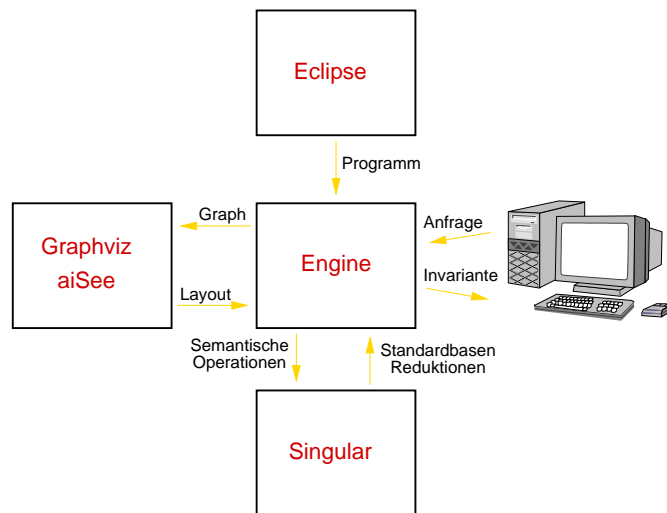 Eclipse
Programm
Graph
Anfrage
Graphviz
aiSee
Engine
Invariante
Layout
Semantische
Operationen
Standardbasen
Reduktionen
Singular